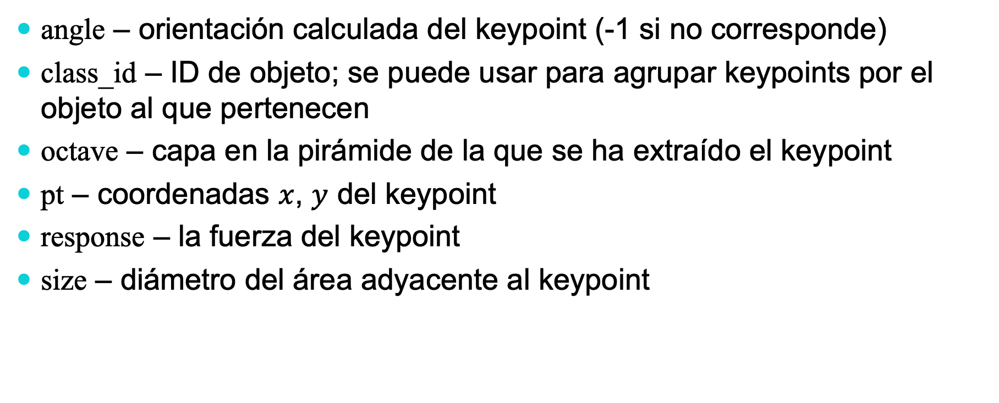 • angle – orientación calculada del keypoint (-1 si no corresponde)
• class_id – ID de objeto; se puede usar para agrupar keypoints por el
objeto al que pertenecen
• octave – capa en la pirámide de la que se ha extraído el keypoint
• pt – coordenadas x, y del keypoint
• response – la fuerza del keypoint
• size – diámetro del área adyacente al keypoint